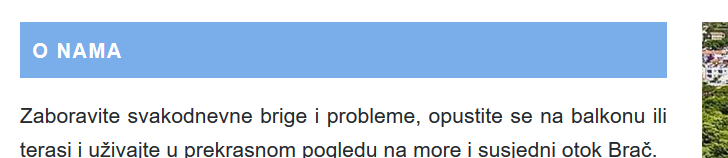 O NAMA
Zaboravite svakodnevne brige i probleme, opustite se na balkonu ili
terasi i uživajte u prekrasnom pogledu na more i susjedni otok Brač.